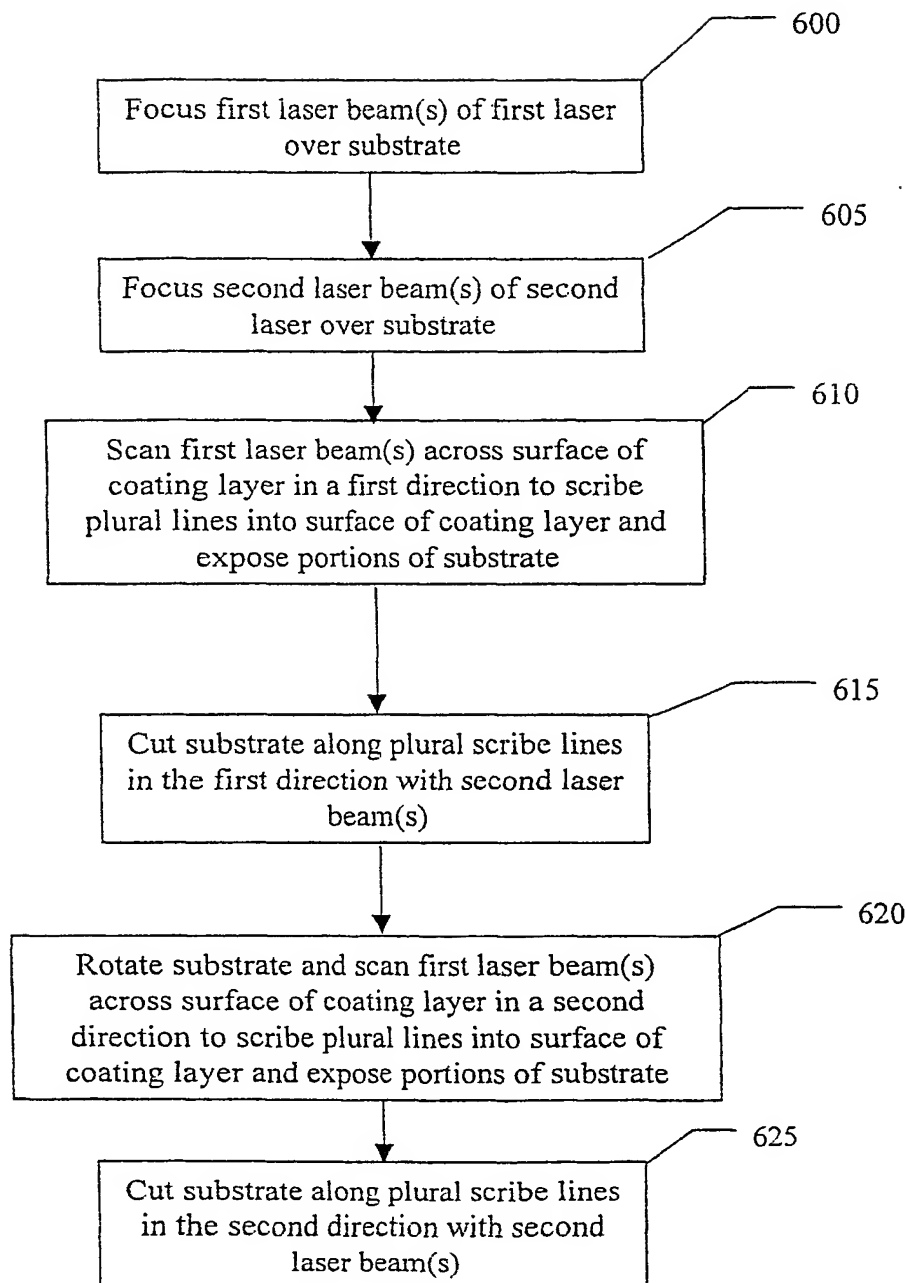 600
Focus first laser beam(s) of first laser
over substrate
605
Focus second laser beam(s) of second
laser over substrate
610
Scan first laser beam(s) across surface of
coating layer in a first direction to scribe
plural lines into surface of coating layer and
expose portions of substrate
615
Cut substrate along plural scribe lines
in the first direction with second laser
beam(s)
620
Rotate substrate and scan first laser beam(s)
across surface of coating layer in a second
direction to scribe plural lines into surface of
coating layer and expose portions of substrate
625
Cut substrate along plural scribe lines
in the second direction with second
laser beam(s)